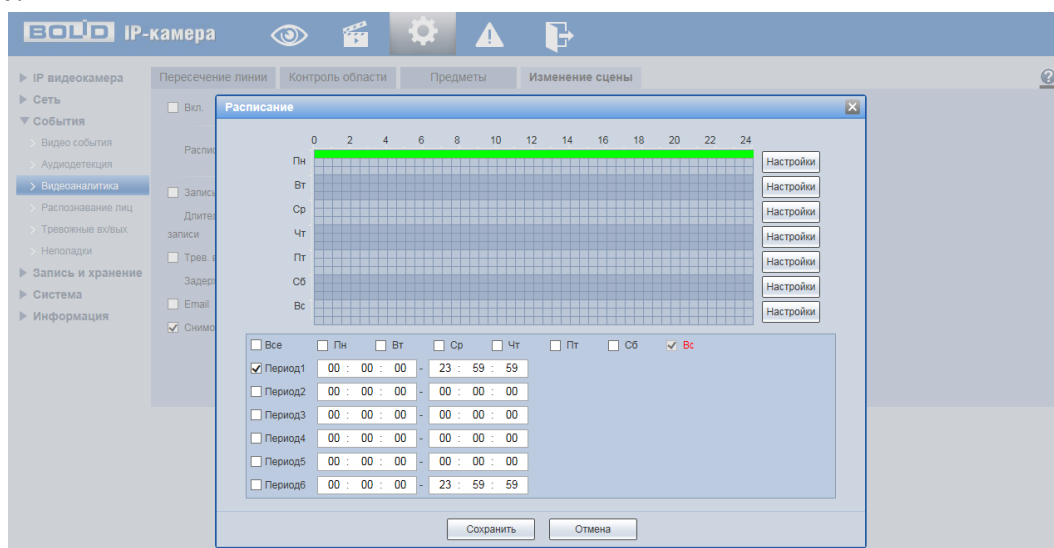 BOLID IP-камера
IP видеокамера
Сеть
События
Видео события
Аудиодетекция
Видеоаналитика
Распознавание лиц
Тревожные вх/вых
Неполадки
Запись и хранение
Система
Информация
Пересечение линии Контроль области Предметы Изменение сцены
?
Вкл.
Распис
Запись
Длител
записи
Трев. в
Задерж
Email
Снимо
Расписание
0 2 4 6 8 10 12 14 16 18 20 22 24
Пн Настройки
Вт Настройки
Ср Настройки
Чт Настройки
Пт Настройки
Сб Настройки
Вс Настройки
Все Пн Вт Ср Чт Пт Сб Вс
Период1 00 : 00 : 00 - 23 : 59 : 59
Период2 00 : 00 : 00 - 00 : 00 : 00
Период3 00 : 00 : 00 - 00 : 00 : 00
Период4 00 : 00 : 00 - 00 : 00 : 00
Период5 00 : 00 : 00 - 00 : 00 : 00
Период6 00 : 00 : 00 - 23 : 59 : 59
Сохранить Отмена